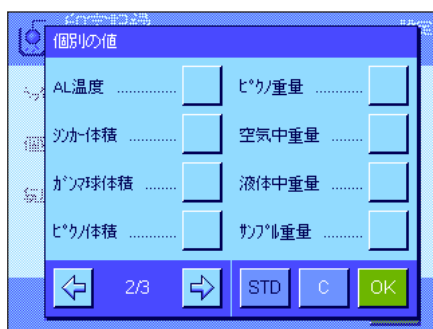 個別の値
AL温度 ............
ｼﾝｶｰ体積 ........
ｶﾞﾝﾏ球体積 .......
ﾋﾟｸﾉ体積 .........
ﾋﾟｸﾉ重量 ..........
空気中重量 .......
液体中重量 .......
ｻﾝﾌﾟﾙ重量 ........
2/3
STD
C
OK